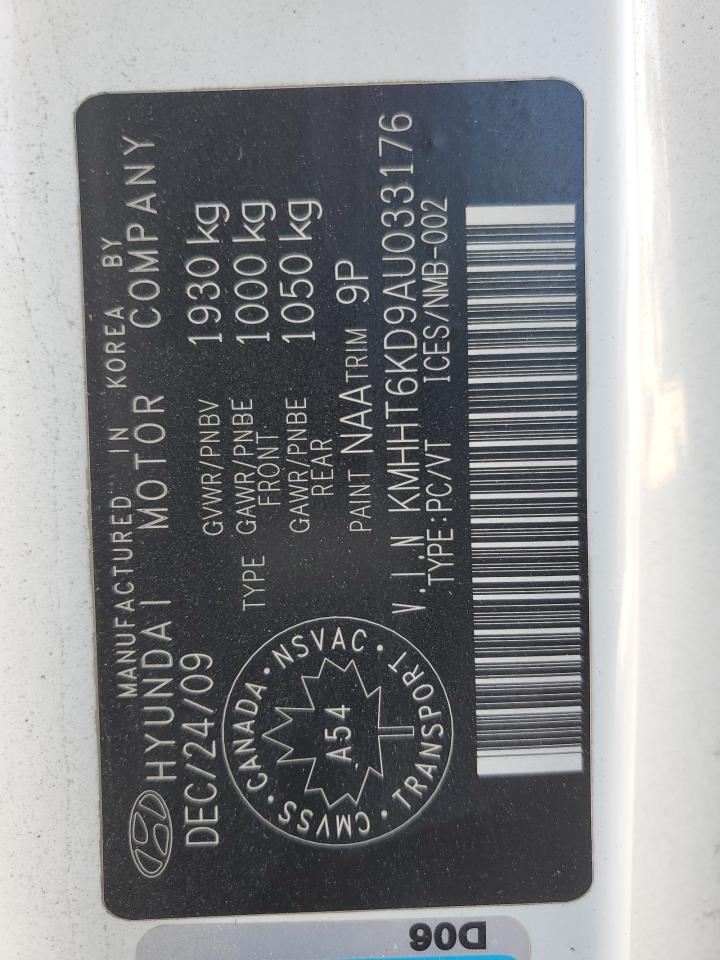 MANUFACTURED IN KOREA BY
HYUNDAI MOTOR COMPANY
DEC/24/09
GVWR/PNBV 1930 kg
TYPE GAWR/PNBE FRONT 1000 kg
GAWR/PNBE REAR 1050 kg
PAINT NAA TRIM 9P
V.I.N KMHHT6KD9AU033176
TYPE:PC/VT ICES/NMB-002
CMVSS · CANADA · NSVAC · TRANSPORT ·
A54
D06